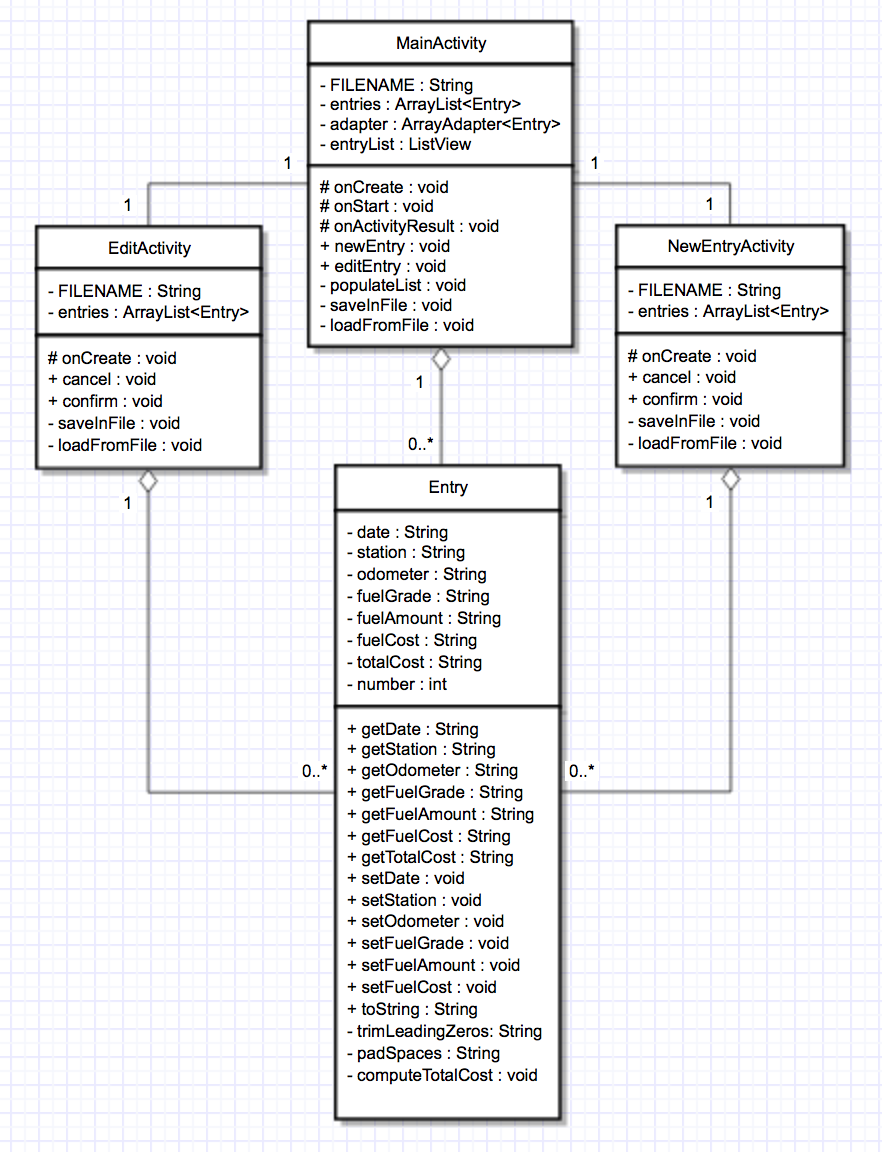 MainActivity
- FILENAME : String
- entries : ArrayList<Entry>
- adapter : ArrayAdapter<Entry>
- entryList : ListView
# onCreate : void
# onStart : void
# onActivityResult : void
+ newEntry : void
+ editEntry : void
- populateList : void
- saveInFile : void
- loadFromFile : void
1
1
1
1
EditActivity
- FILENAME : String
- entries : ArrayList<Entry>
# onCreate : void
+ cancel : void
+ confirm : void
- saveInFile : void
- loadFromFile : void
1
NewEntryActivity
- FILENAME : String
- entries : ArrayList<Entry>
# onCreate : void
+ cancel : void
+ confirm : void
- saveInFile : void
- loadFromFile : void
1
1
0..*
Entry
- date : String
- station : String
- odometer : String
- fuelGrade : String
- fuelAmount : String
- fuelCost : String
- totalCost : String
- number : int
+ getDate : String
+ getStation : String
+ getOdometer : String
+ getFuelGrade : String
+ getFuelAmount : String
+ getFuelCost : String
+ getTotalCost : String
+ setDate : void
+ setStation : void
+ setOdometer : void
+ setFuelGrade : void
+ setFuelAmount : void
+ setFuelCost : void
+ toString : String
- trimLeadingZeros: String
- padSpaces : String
- computeTotalCost : void
0..*
0..*